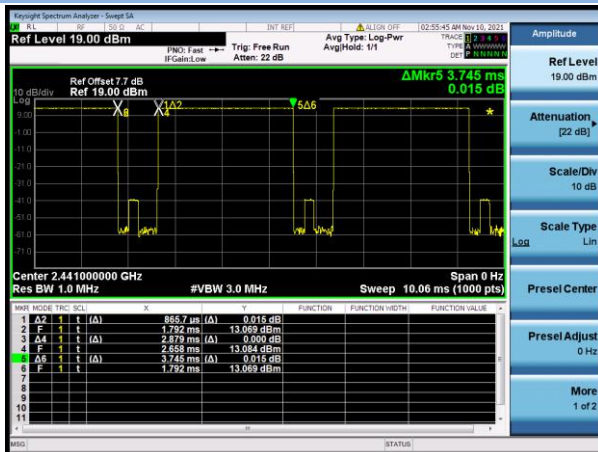 Keysight Spectrum Analyzer - Swept SA
RL RF 50 Ω AC INT REF ALIGN OFF 02:55:45 AM Nov 10, 2021
Ref Level 19.00 dBm PNO: Fast Trig: Free Run Avg Type: Log-Pwr TRACE 1 2 3 4 5 6
IFGain:Low Atten: 22 dB Avg|Hold: 1/1 TYPE A WWWWW
DET P N N N N N
Ref Offset 7.7 dB ΔMkr5 3.745 ms
10 dB/div Ref 19.00 dBm 0.015 dB
Log
9.00
-1.00
-11.0
-21.0
-31.0
-41.0
-51.0
-61.0
-71.0
1Δ2
4
5Δ6
*
Center 2.441000000 GHz Span 0 Hz
Res BW 1.0 MHz #VBW 3.0 MHz Sweep 10.06 ms (1000 pts)
MKR MODE TRC SCL X Y FUNCTION FUNCTION WIDTH FUNCTION VALUE
1 Δ2 1 t (Δ) 865.7 µs (Δ) 0.015 dB
2 F 1 t 1.792 ms 13.069 dBm
3 Δ4 1 t (Δ) 2.879 ms (Δ) 0.000 dB
4 F 1 t 2.658 ms 13.084 dBm
5 Δ6 1 t (Δ) 3.745 ms (Δ) 0.015 dB
6 F 1 t 1.792 ms 13.069 dBm
7
8
9
10
11
MSG STATUS
Amplitude
Ref Level
19.00 dBm
Attenuation
[22 dB]
Scale/Div
10 dB
Scale Type
Log Lin
Presel Center
Presel Adjust
0 Hz
More
1 of 2